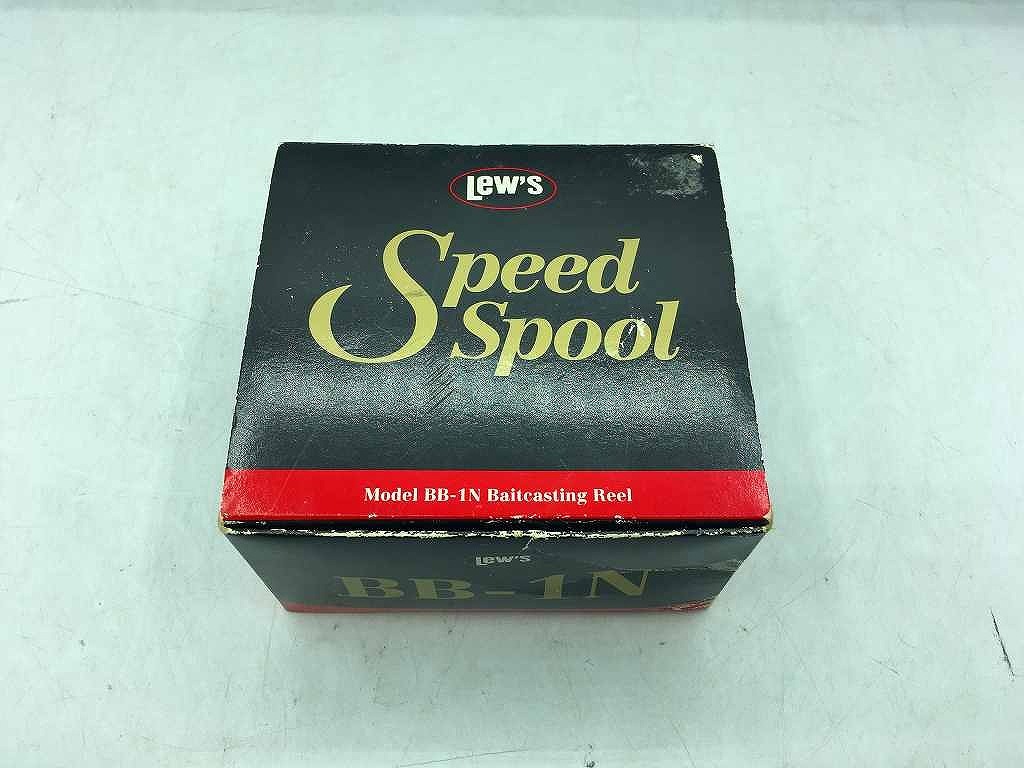 Lew's
Speed
Spool
Model BB-1N Baitcasting Reel
Lew's
BB-1N